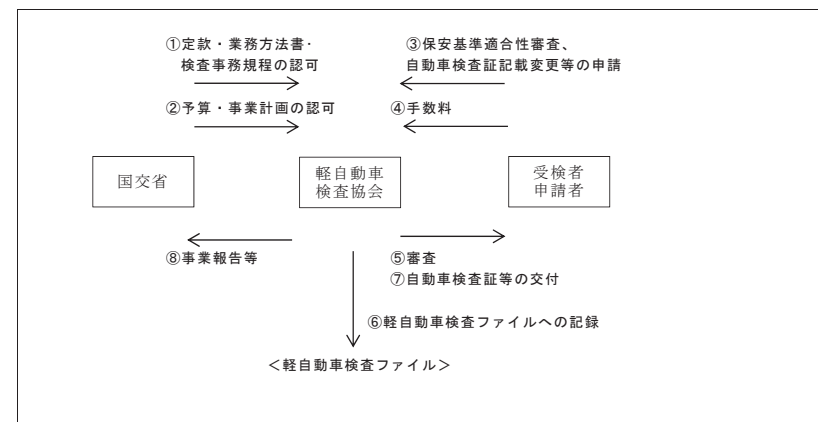 ①定款・業務方法書・
検査事務規程の認可
③保安基準適合性審査、
自動車検査証記載変更等の申請
②予算・事業計画の認可
④手数料
国交省
軽自動車
検査協会
受検者
申請者
⑧事業報告等
⑤審査
⑦自動車検査証等の交付
⑥軽自動車検査ファイルへの記録
＜軽自動車検査ファイル＞